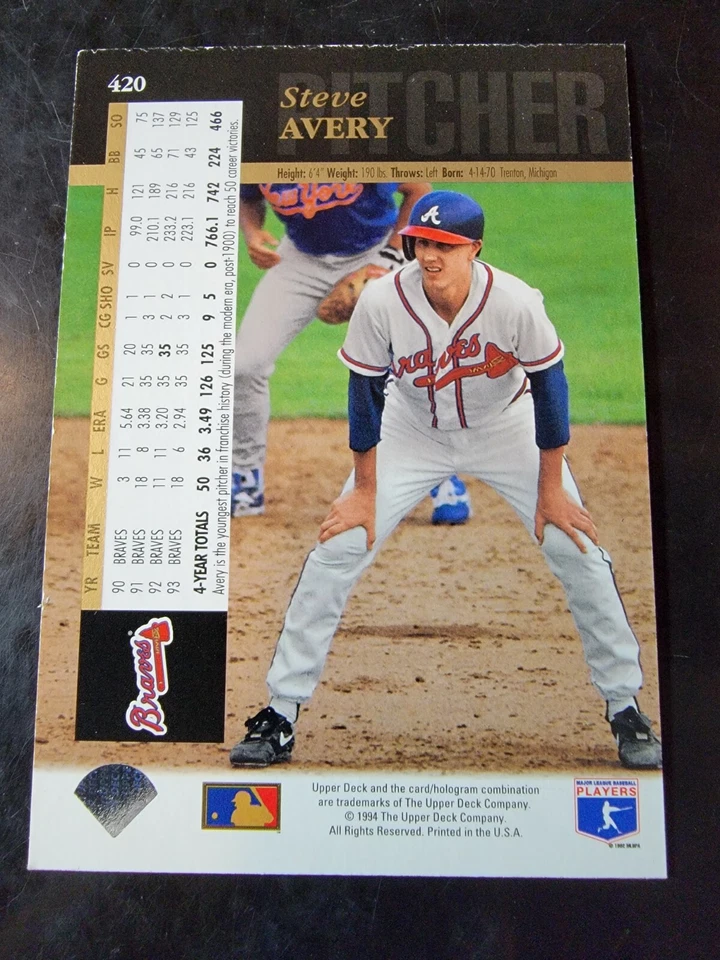 420
PITCHER
Steve
AVERY
Height: 6'4" Weight: 190 lbs. Throws: Left Born: 4-14-70 Trenton, Michigan
YR TEAM W L ERA G GS CG SHO SV IP H BB SO
90 BRAVES 3 11 5.64 21 20 1 1 0 99.0 121 45 75
91 BRAVES 18 8 3.38 35 35 3 1 0 210.1 189 65 137
92 BRAVES 11 11 3.20 35 35 2 2 0 233.2 216 71 129
93 BRAVES 18 6 2.94 35 35 3 1 0 223.1 216 43 125
4-YEAR TOTALS 50 36 3.49 126 125 9 5 0 766.1 742 224 466
Avery is the youngest pitcher in franchise history (during the modern era, post-1900) to reach 50 career victories.
Braves
New York
A
Braves
Upper Deck and the card/hologram combination
are trademarks of The Upper Deck Company.
© 1994 The Upper Deck Company.
All Rights Reserved. Printed in the U.S.A.
MAJOR LEAGUE BASEBALL
PLAYERS